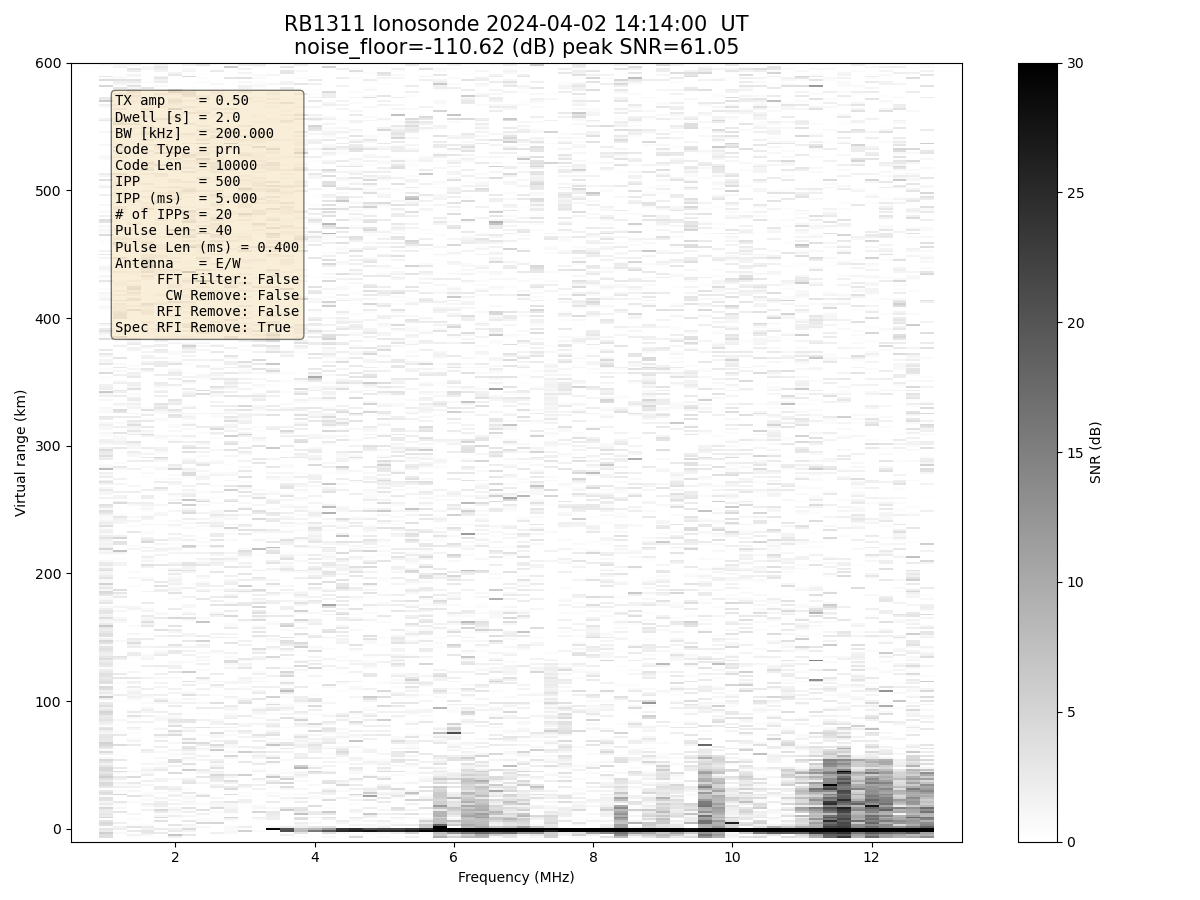 RB1311 Ionosonde 2024-04-02 14:14:00  UT
noise_floor=-110.62 (dB) peak SNR=61.05
TX amp    = 0.50
Dwell [s] = 2.0
BW [kHz]  = 200.000
Code Type = prn
Code Len  = 10000
IPP       = 500
IPP (ms)  = 5.000
# of IPPs = 20
Pulse Len = 40
Pulse Len (ms) = 0.400
Antenna   = E/W
FFT Filter: False
CW Remove: False
RFI Remove: False
Spec RFI Remove: True
600
500
400
300
200
100
0
Virtual range (km)
2 4 6 8 10 12
Frequency (MHz)
30
25
20
15
10
5
0
SNR (dB)